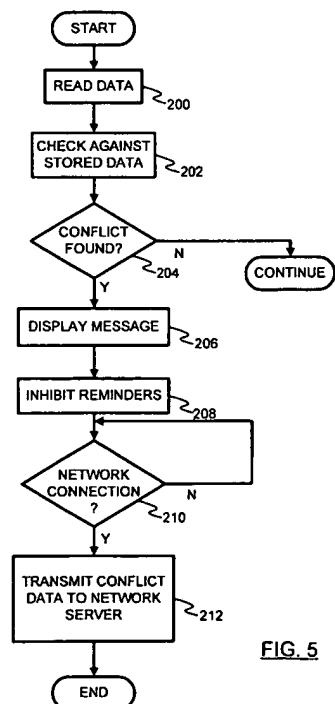 START
READ DATA
200
CHECK AGAINST
STORED DATA
202
CONFLICT
FOUND?
N
204
CONTINUE
Y
DISPLAY MESSAGE
206
INHIBIT REMINDERS
208
NETWORK
CONNECTION
?
N
210
Y
TRANSMIT CONFLICT
DATA TO NETWORK
SERVER
212
FIG. 5
END